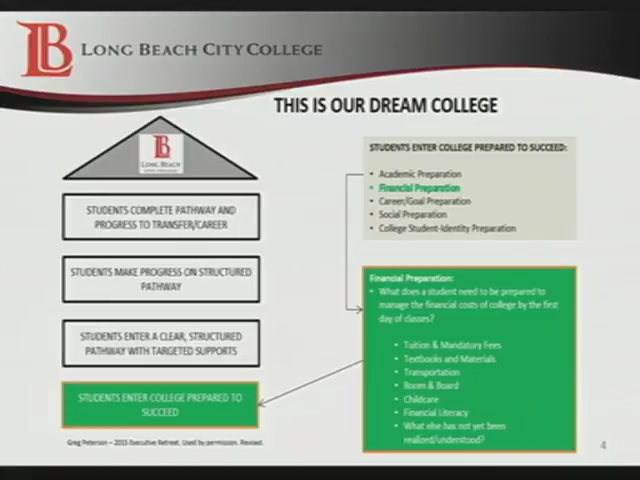 LB LONG BEACH CITY COLLEGE
THIS IS OUR DREAM COLLEGE
LB
LONG BEACH
STUDENTS COMPLETE PATHWAY AND
PROGRESS TO TRANSFER/CAREER
STUDENTS MAKE PROGRESS ON STRUCTURED
PATHWAY
STUDENTS ENTER A CLEAR, STRUCTURED
PATHWAY WITH TARGETED SUPPORTS
STUDENTS ENTER COLLEGE PREPARED TO
SUCCEED
STUDENTS ENTER COLLEGE PREPARED TO SUCCEED:
• Academic Preparation
• Financial Preparation
• Career/Goal Preparation
• Social Preparation
• College Student-Identity Preparation
Financial Preparation:
• What does a student need to be prepared to
manage the financial costs of college by the first
day of classes?
• Tuition & Mandatory Fees
• Textbooks and Materials
• Transportation
• Room & Board
• Childcare
• Financial Literacy
• What else has not yet been
realized/understood?
Greg Peterson – 2015 Executive Retreat. Used by permission. Revised.
4